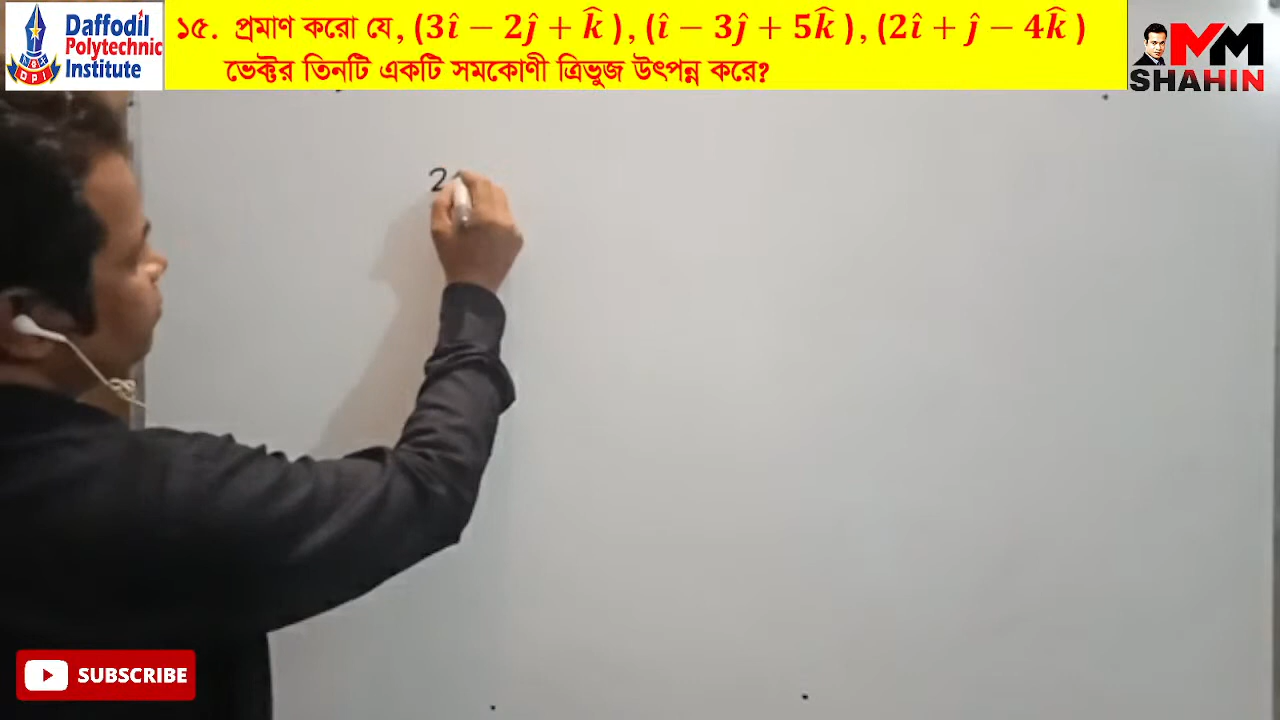 Daffodil
Polytechnic
Institute
DPI
১৫. প্রমাণ করো যে, (3î − 2ĵ + k̂), (î − 3ĵ + 5k̂), (2î + ĵ − 4k̂)
ভেক্টর তিনটি একটি সমকোণী ত্রিভুজ উৎপন্ন করে?
MM
SHAHIN
2
SUBSCRIBE